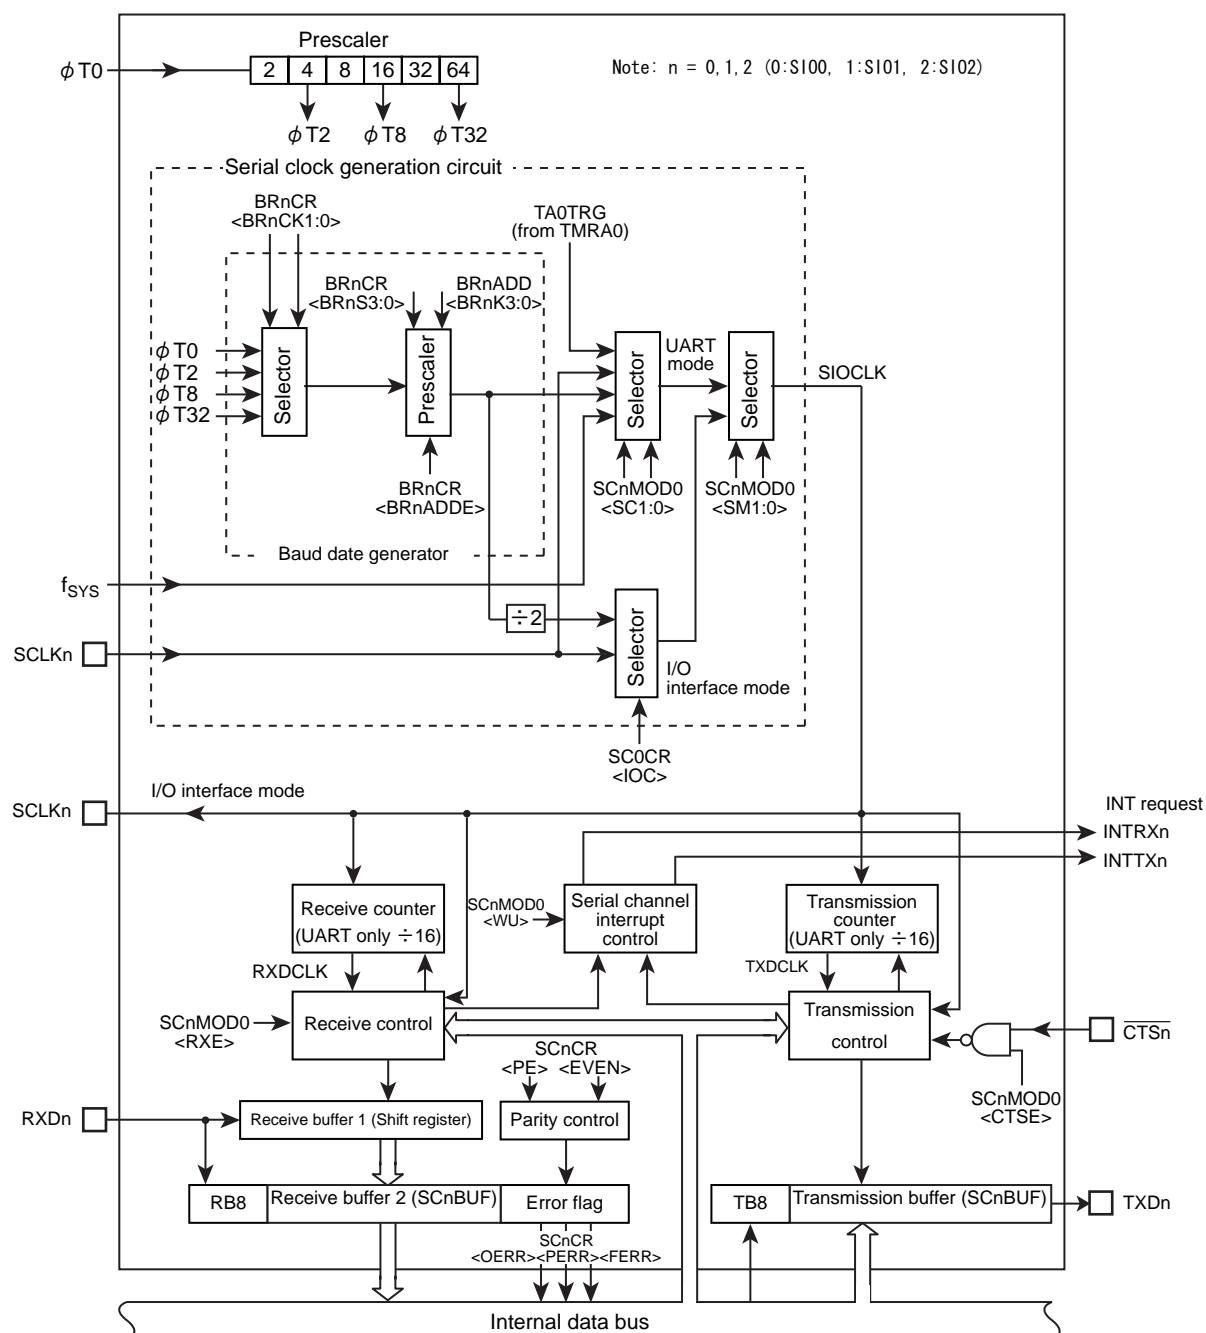 Prescaler
ϕT0
2 4 8 16 32 64
Note: n = 0,1,2 (0:SIO0, 1:SIO1, 2:SIO2)
ϕT2 ϕT8 ϕT32
Serial clock generation circuit
BRnCR
<BRnCK1:0>
TA0TRG
(from TMRA0)
BRnCR
<BRnS3:0>
BRnADD
<BRnK3:0>
ϕT0
ϕT2
ϕT8
ϕT32
Selector
Prescaler
Selector
UART
mode
Selector
SIOCLK
BRnCR
<BRnADDE>
SCnMOD0
<SC1:0>
SCnMOD0
<SM1:0>
Baud date generator
fSYS
÷2
Selector
SCLKn
I/O
interface mode
SC0CR
<IOC>
I/O interface mode
SCLKn
INT request
INTRXn
INTTXn
Receive counter
(UART only ÷16)
SCnMOD0
<WU>
Serial channel
interrupt
control
Transmission
counter
(UART only ÷16)
RXDCLK
TXDCLK
SCnMOD0
<RXE>
Receive control
Transmission
control
CTSn
SCnCR
<PE> <EVEN>
SCnMOD0
<CTSE>
RXDn
Receive buffer 1 (Shift register)
Parity control
RB8
Receive buffer 2 (SCnBUF)
Error flag
TB8
Transmission buffer (SCnBUF)
TXDn
SCnCR
<OERR><PERR><FERR>
Internal data bus